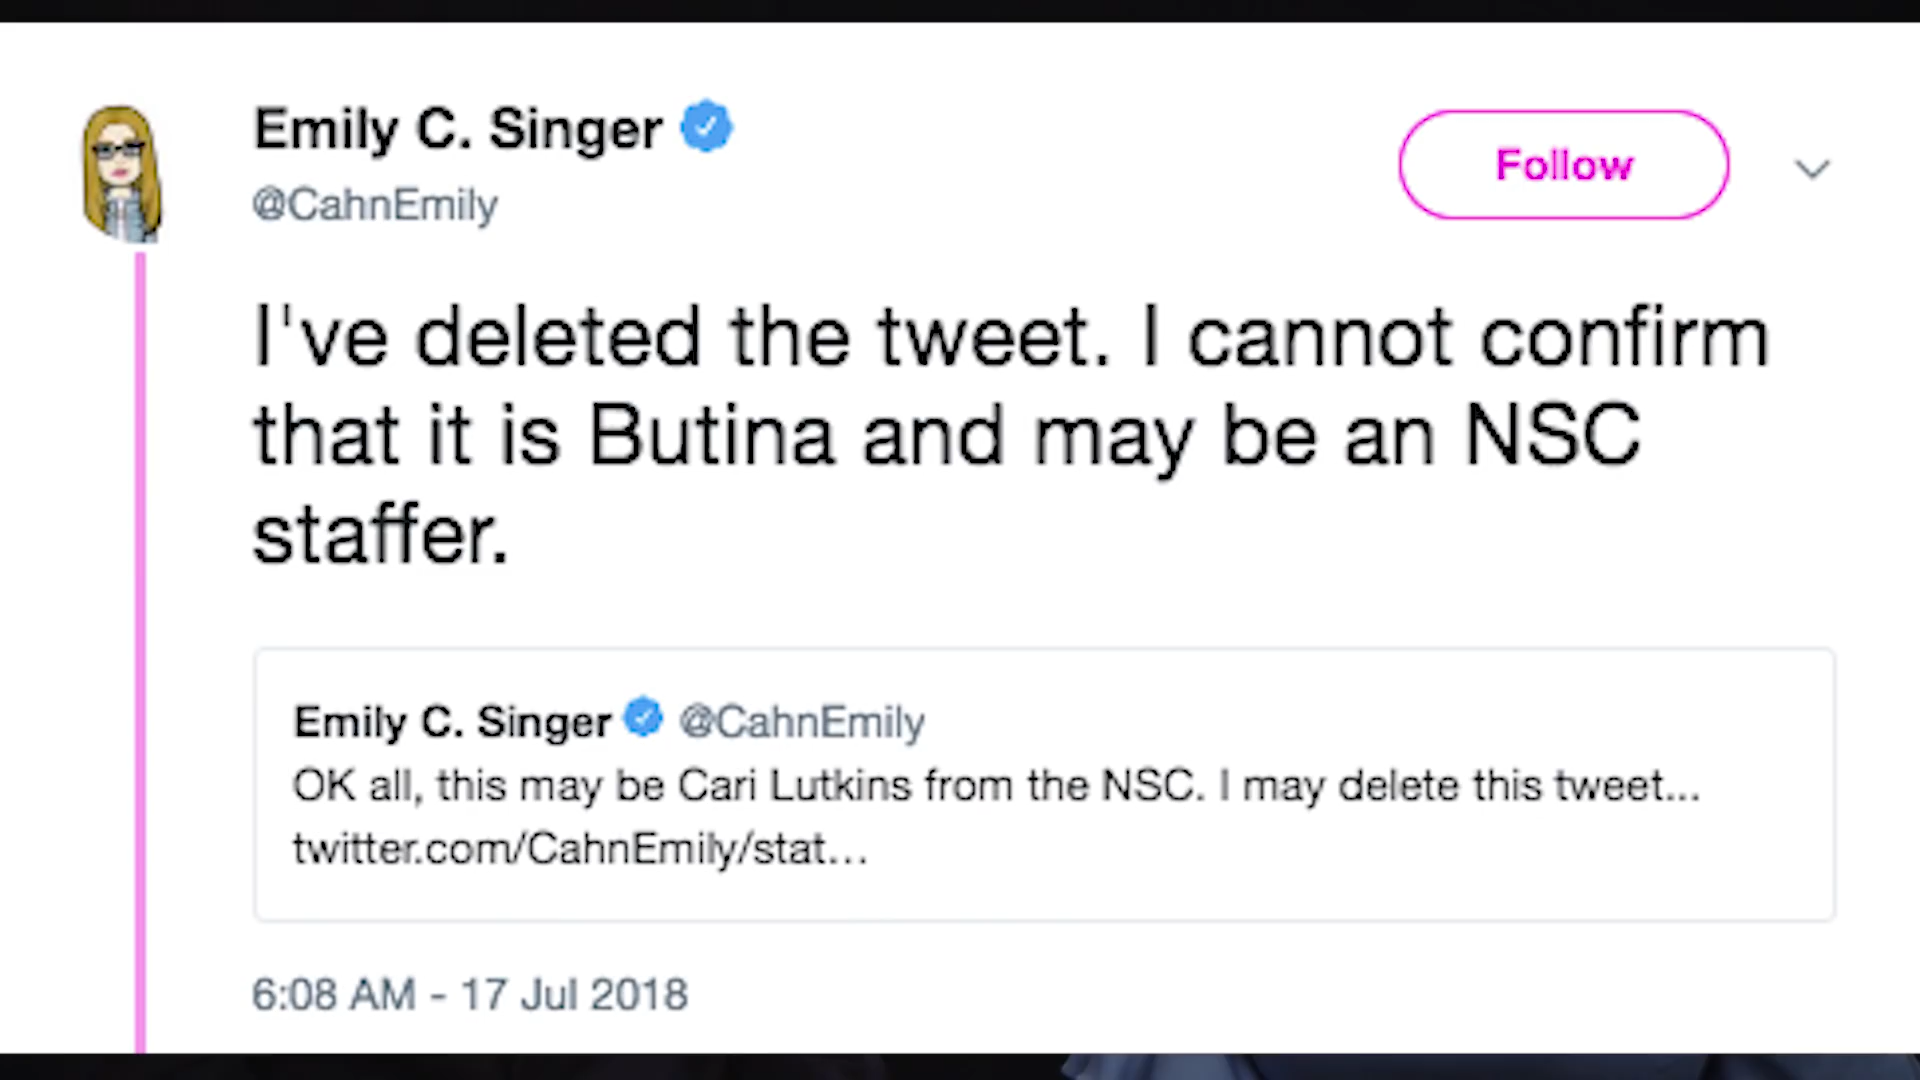 Emily C. Singer
@CahnEmily
Follow
I've deleted the tweet. I cannot confirm
that it is Butina and may be an NSC
staffer.
Emily C. Singer @CahnEmily
OK all, this may be Cari Lutkins from the NSC. I may delete this tweet...
twitter.com/CahnEmily/stat...
6:08 AM - 17 Jul 2018